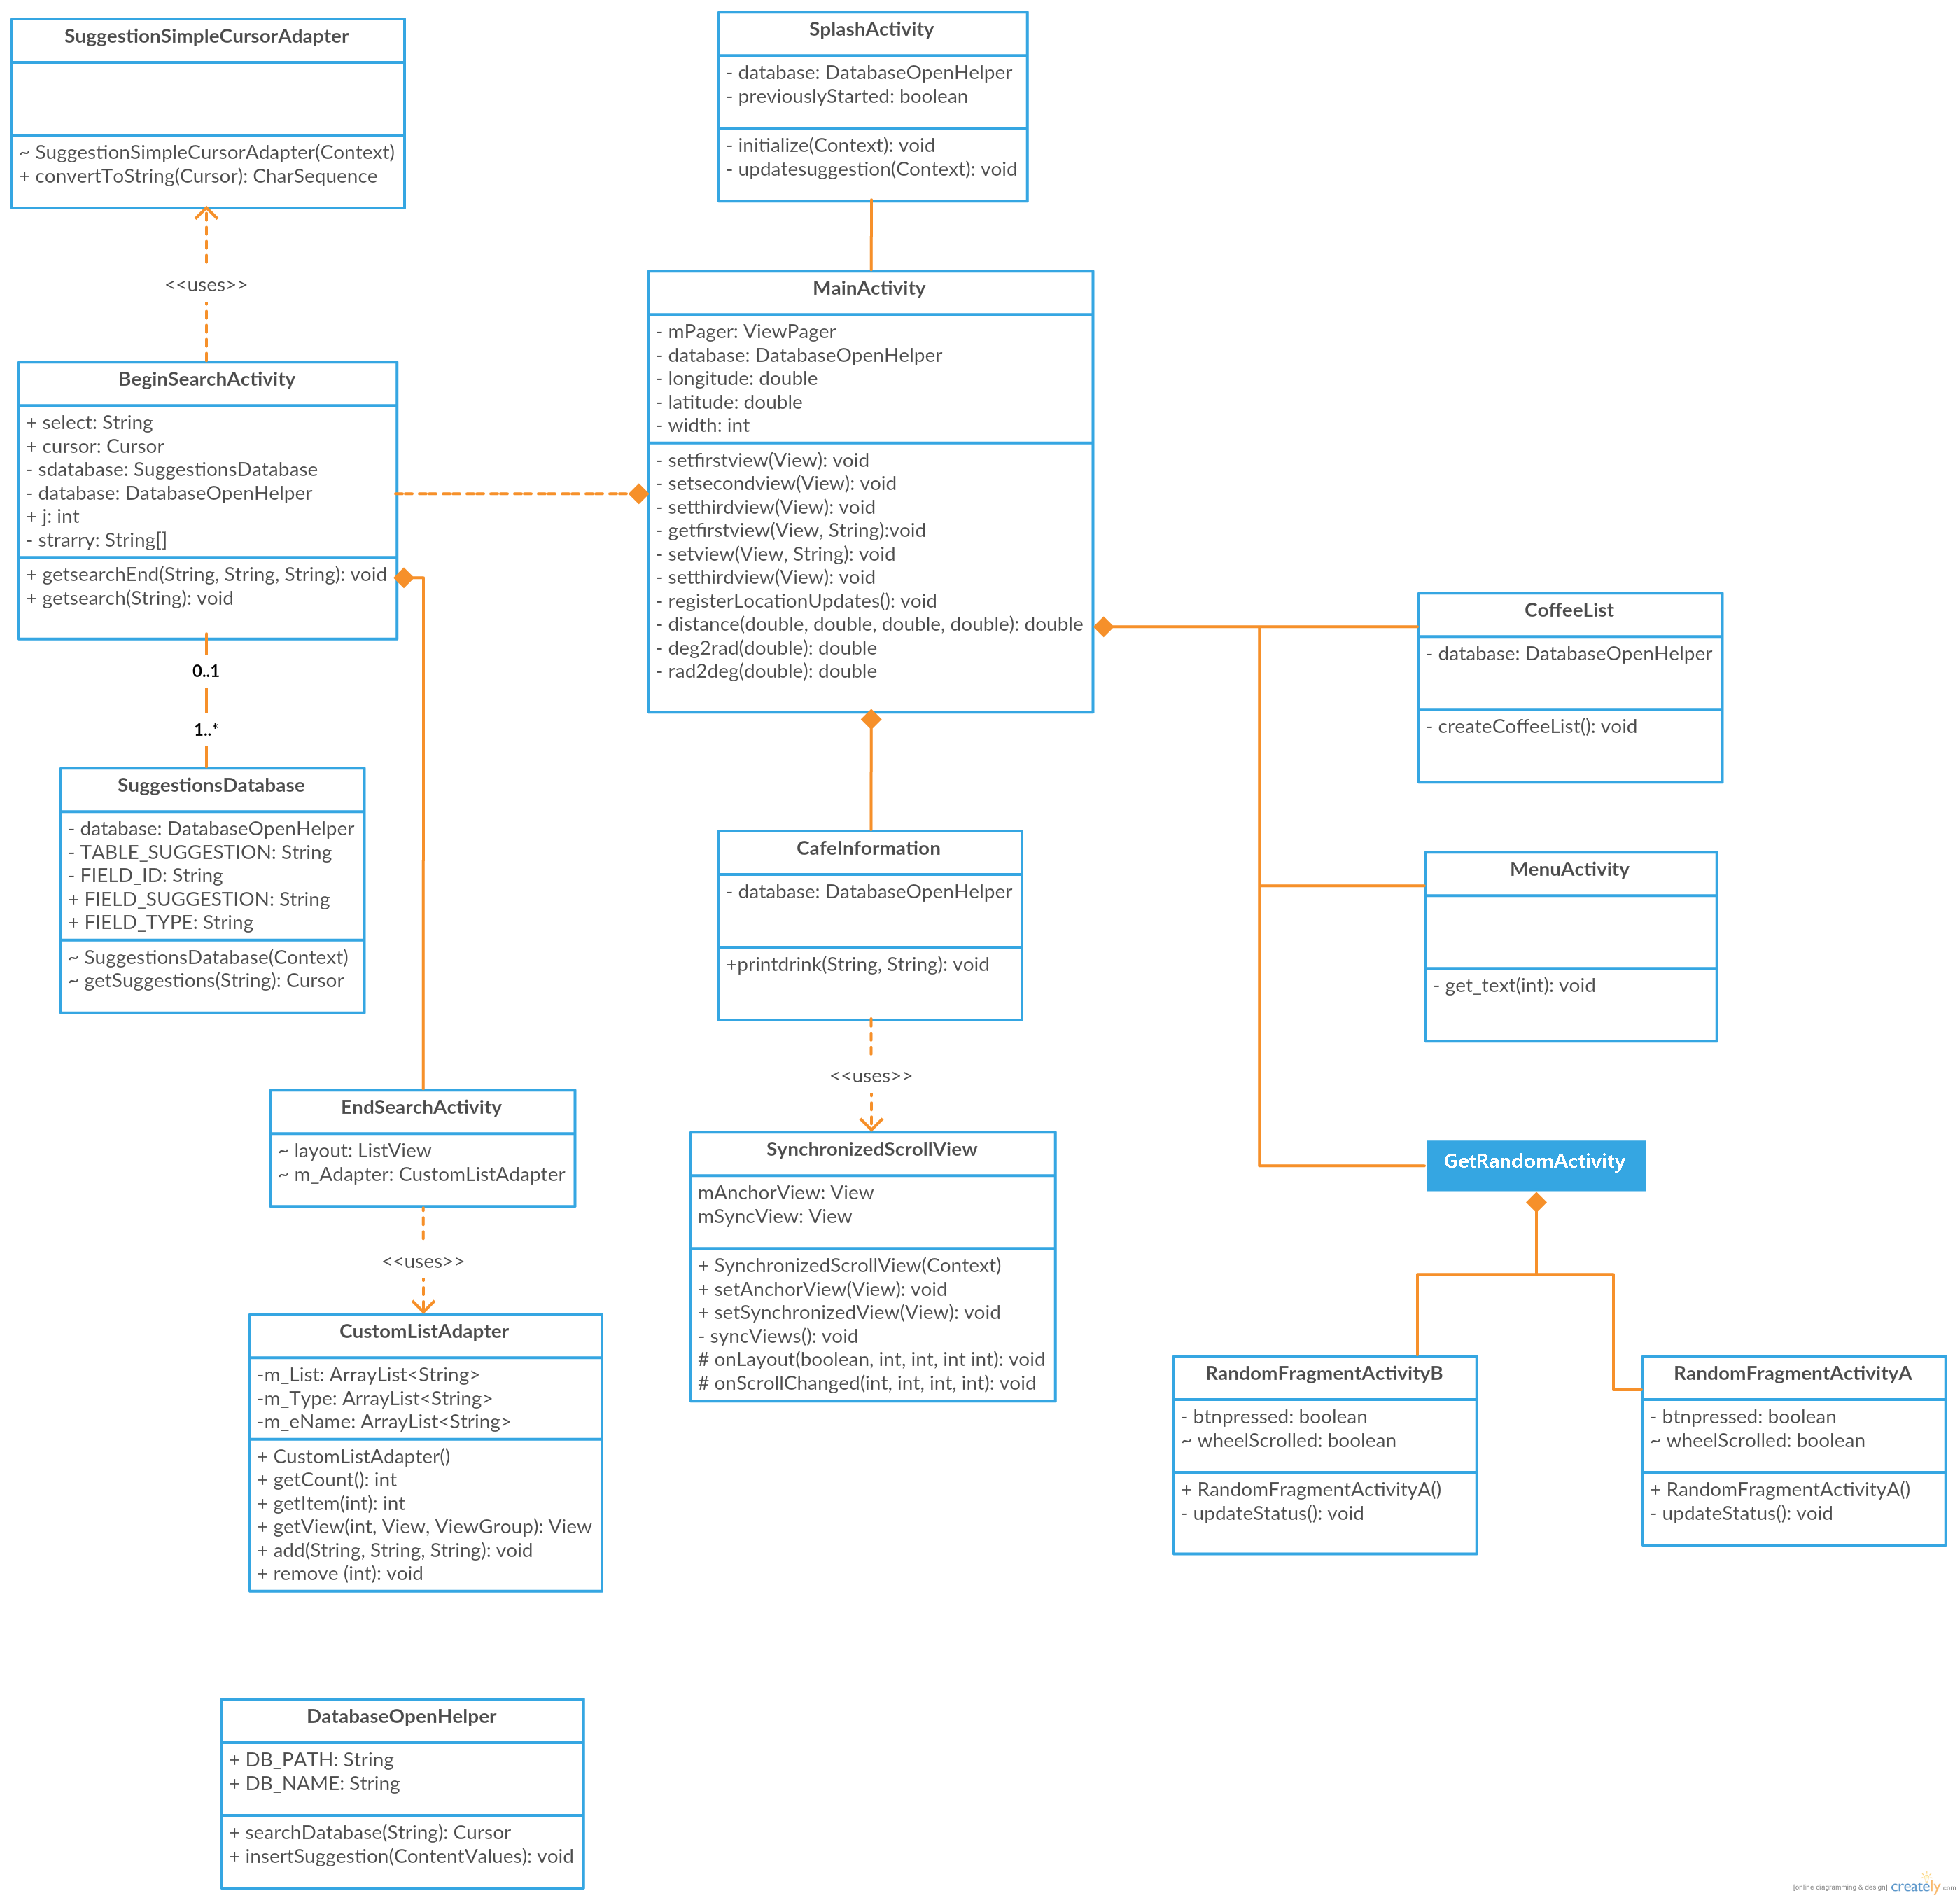 SuggestionSimpleCursorAdapter
~ SuggestionSimpleCursorAdapter(Context)
+ convertToString(Cursor): CharSequence
SplashActivity
- database: DatabaseOpenHelper
- previouslyStarted: boolean
- initialize(Context): void
- updatesuggestion(Context): void
<<uses>>
MainActivity
- mPager: ViewPager
- database: DatabaseOpenHelper
- longitude: double
- latitude: double
- width: int
- setfirstview(View): void
- setsecondview(View): void
- setthirdview(View): void
- getfirstview(View, String):void
- setview(View, String): void
- setthirdview(View): void
- registerLocationUpdates(): void
- distance(double, double, double, double): double
- deg2rad(double): double
- rad2deg(double): double
BeginSearchActivity
+ select: String
+ cursor: Cursor
- sdatabase: SuggestionsDatabase
- database: DatabaseOpenHelper
+ j: int
- strarry: String[]
+ getsearchEnd(String, String, String): void
+ getsearch(String): void
0..1
1..*
CoffeeList
- database: DatabaseOpenHelper
- createCoffeeList(): void
SuggestionsDatabase
- database: DatabaseOpenHelper
- TABLE_SUGGESTION: String
- FIELD_ID: String
+ FIELD_SUGGESTION: String
+ FIELD_TYPE: String
~ SuggestionsDatabase(Context)
~ getSuggestions(String): Cursor
CafeInformation
- database: DatabaseOpenHelper
+printdrink(String, String): void
MenuActivity
- get_text(int): void
<<uses>>
EndSearchActivity
~ layout: ListView
~ m_Adapter: CustomListAdapter
<<uses>>
SynchronizedScrollView
mAnchorView: View
mSyncView: View
+ SynchronizedScrollView(Context)
+ setAnchorView(View): void
+ setSynchronizedView(View): void
- syncViews(): void
# onLayout(boolean, int, int, int int): void
# onScrollChanged(int, int, int, int): void
GetRandomActivity
CustomListAdapter
-m_List: ArrayList<String>
-m_Type: ArrayList<String>
-m_eName: ArrayList<String>
+ CustomListAdapter()
+ getCount(): int
+ getItem(int): int
+ getView(int, View, ViewGroup): View
+ add(String, String, String): void
+ remove (int): void
RandomFragmentActivityB
- btnpressed: boolean
~ wheelScrolled: boolean
+ RandomFragmentActivityA()
- updateStatus(): void
RandomFragmentActivityA
- btnpressed: boolean
~ wheelScrolled: boolean
+ RandomFragmentActivityA()
- updateStatus(): void
DatabaseOpenHelper
+ DB_PATH: String
+ DB_NAME: String
+ searchDatabase(String): Cursor
+ insertSuggestion(ContentValues): void
[online diagramming & design] creately.com